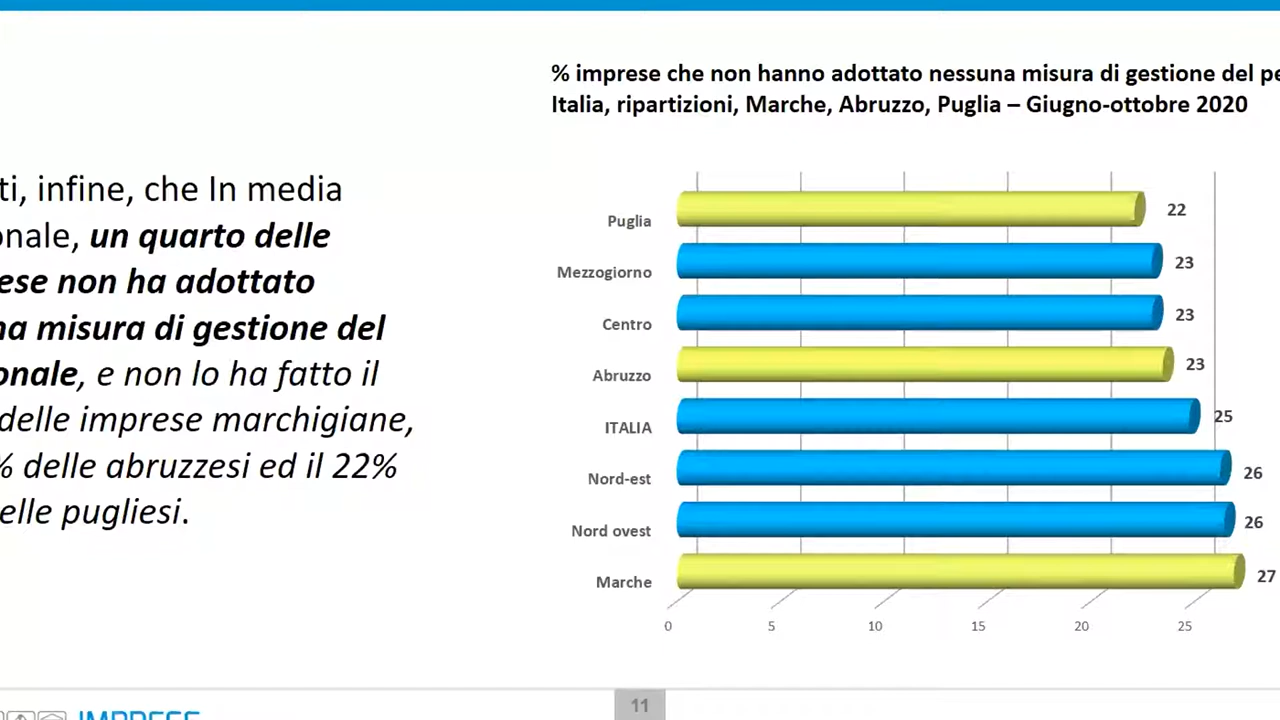 % imprese che non hanno adottato nessuna misura di gestione del pe
Italia, ripartizioni, Marche, Abruzzo, Puglia – Giugno-ottobre 2020
ti, infine, che In media
onale, un quarto delle
ese non ha adottato
na misura di gestione del
onale, e non lo ha fatto il
delle imprese marchigiane,
% delle abruzzesi ed il 22%
elle pugliesi.
Puglia 22
Mezzogiorno 23
Centro 23
Abruzzo 23
ITALIA 25
Nord-est 26
Nord ovest 26
Marche 27
0 5 10 15 20 25
11
IMPRESE